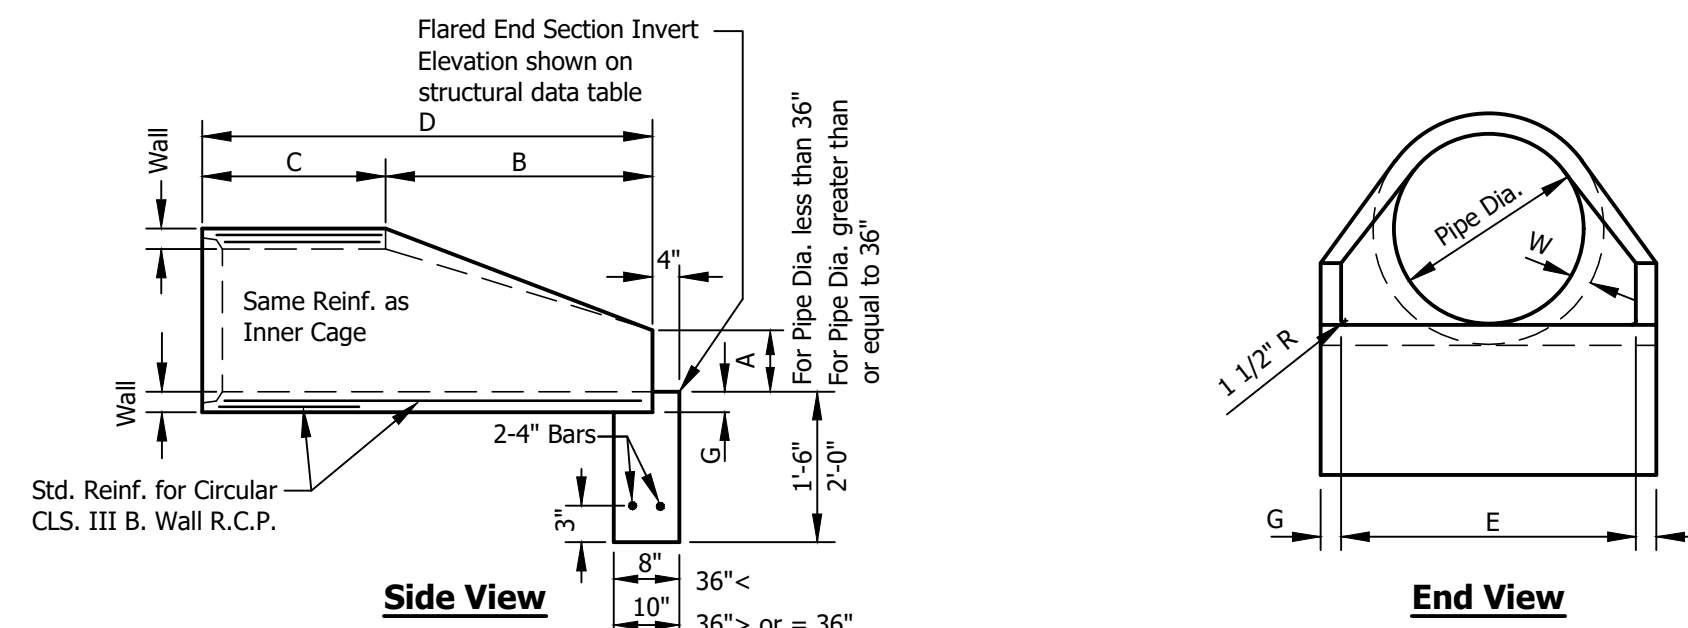 Flared End Section Invert
Elevation shown on
structural data table
D
Wall
C
B
For Pipe Dia. less than 36"
For Pipe Dia. greater than
or equal to 36"
4"
Same Reinf. as
Inner Cage
A
Wall
G
2-4" Bars
1'-6"
2'-0"
Std. Reinf. for Circular
CLS. III B. Wall R.C.P.
3"
8"
36"<
10"
36"> or = 36"
Side View
Pipe Dia.
W
1 1/2" R
G
E
End View